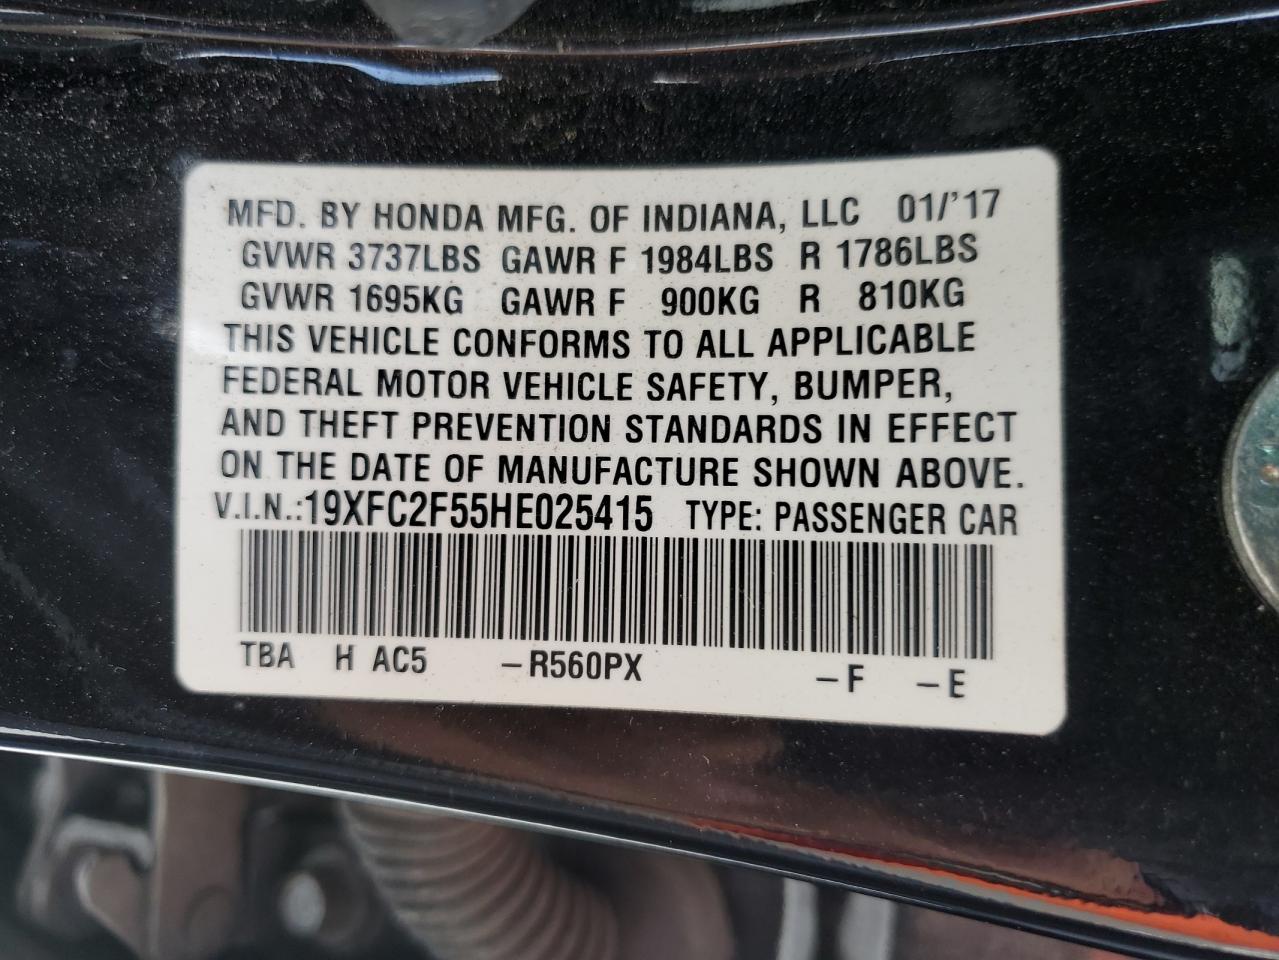 MFD. BY HONDA MFG. OF INDIANA, LLC 01/'17
GVWR 3737LBS GAWR F 1984LBS R 1786LBS
GVWR 1695KG GAWR F 900KG R 810KG
THIS VEHICLE CONFORMS TO ALL APPLICABLE
FEDERAL MOTOR VEHICLE SAFETY, BUMPER,
AND THEFT PREVENTION STANDARDS IN EFFECT
ON THE DATE OF MANUFACTURE SHOWN ABOVE.
V.I.N.:19XFC2F55HE025415 TYPE: PASSENGER CAR
TBA H AC5 –R560PX –F –E